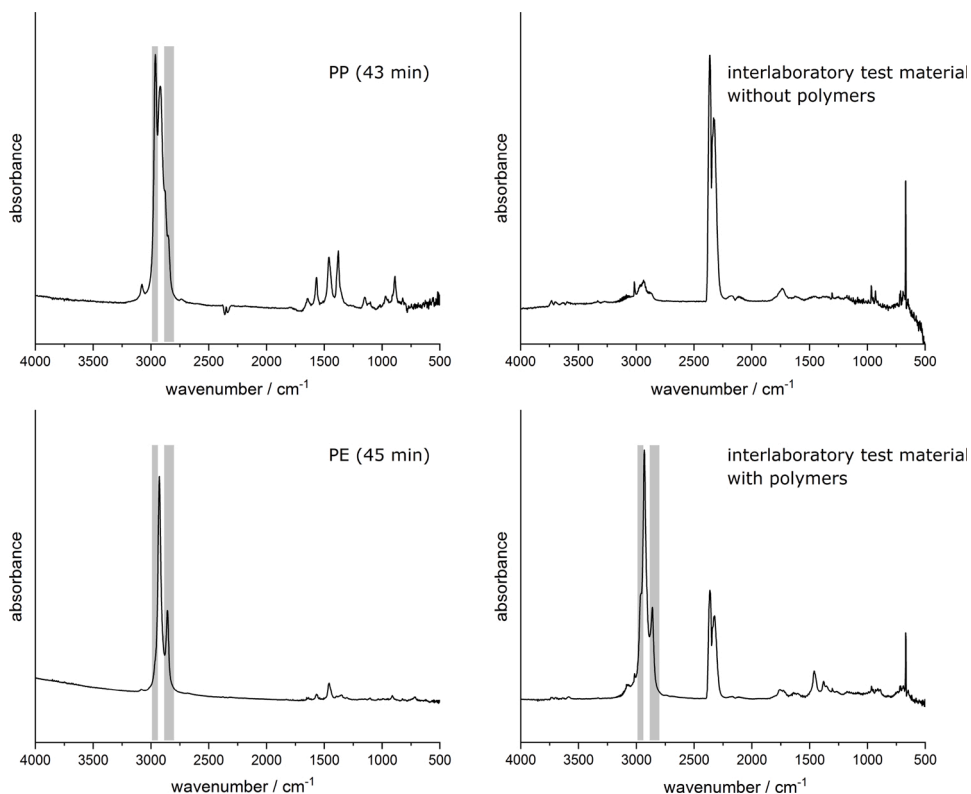 PP (43 min)
absorbance
4000 3500 3000 2500 2000 1500 1000 500
wavenumber / cm-1
interlaboratory test material
without polymers
absorbance
4000 3500 3000 2500 2000 1500 1000 500
wavenumber / cm-1
PE (45 min)
absorbance
4000 3500 3000 2500 2000 1500 1000 500
wavenumber / cm-1
interlaboratory test material
with polymers
absorbance
4000 3500 3000 2500 2000 1500 1000 500
wavenumber / cm-1